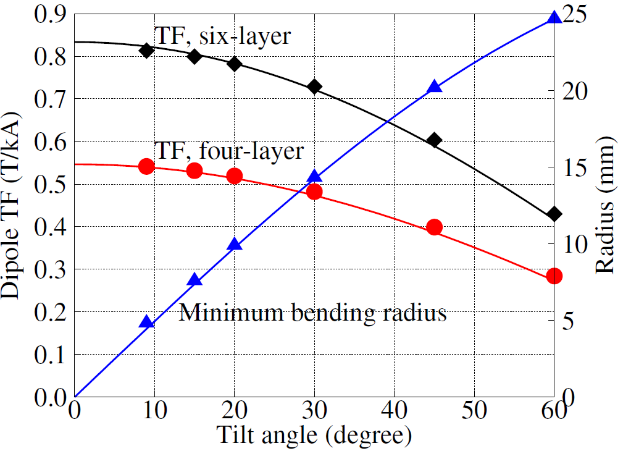 0.9
0.8
0.7
0.6
0.5
0.4
0.3
0.2
0.1
0.0
Dipole TF (T/kA)
TF, six-layer
TF, four-layer
Minimum bending radius
25
20
15
10
5
0
Radius (mm)
0 10 20 30 40 50 60
Tilt angle (degree)